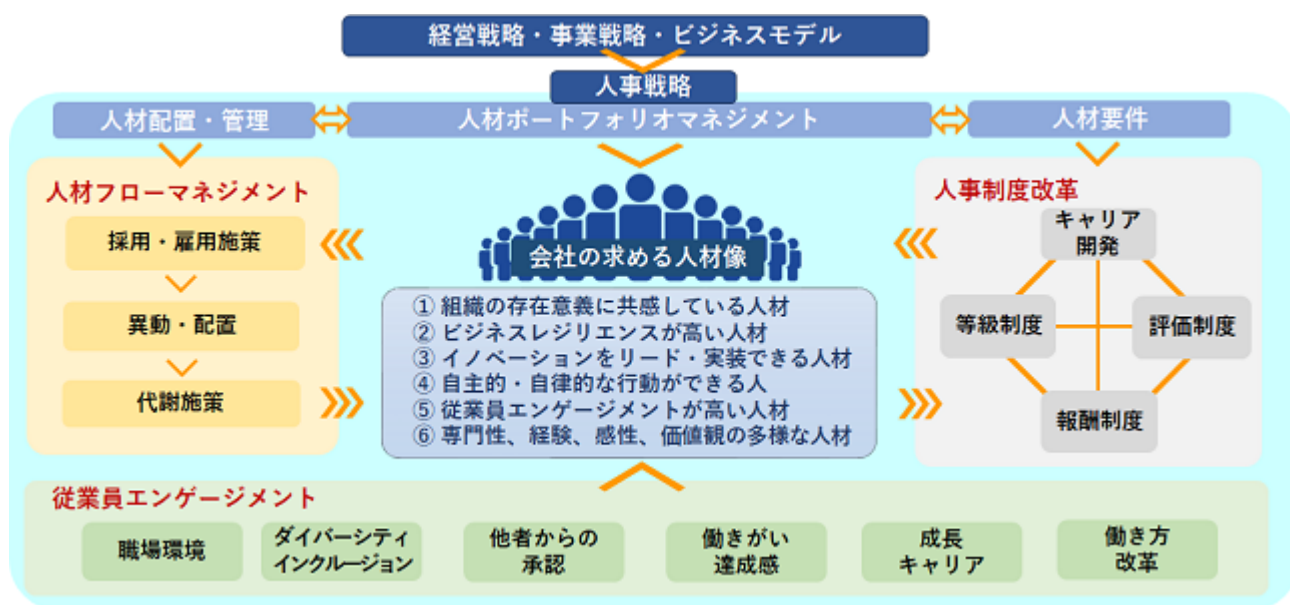 経営戦略・事業戦略・ビジネスモデル
人事戦略
人材配置・管理
人材ポートフォリオマネジメント
人材要件
人材フローマネジメント
採用・雇用施策
異動・配置
代謝施策
会社の求める人材像
① 組織の存在意義に共感している人材
② ビジネスレジリエンスが高い人材
③ イノベーションをリード・実装できる人材
④ 自主的・自律的な行動ができる人
⑤ 従業員エンゲージメントが高い人材
⑥ 専門性、経験、感性、価値観の多様な人材
人事制度改革
キャリア
開発
等級制度
評価制度
報酬制度
従業員エンゲージメント
職場環境
ダイバーシティ
インクルージョン
他者からの
承認
働きがい
達成感
成長
キャリア
働き方
改革